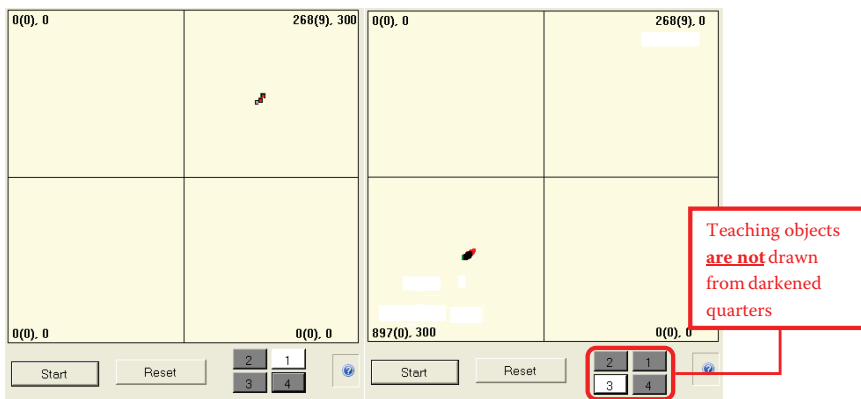 0(0), 0
268(9), 300
0(0), 0
0(0), 0
Start
Reset
2
1
3
4
0(0), 0
268(9), 0
897(0), 300
0(0), 0
Start
Reset
2
1
3
4
Teaching objects
are not drawn
from darkened
quarters